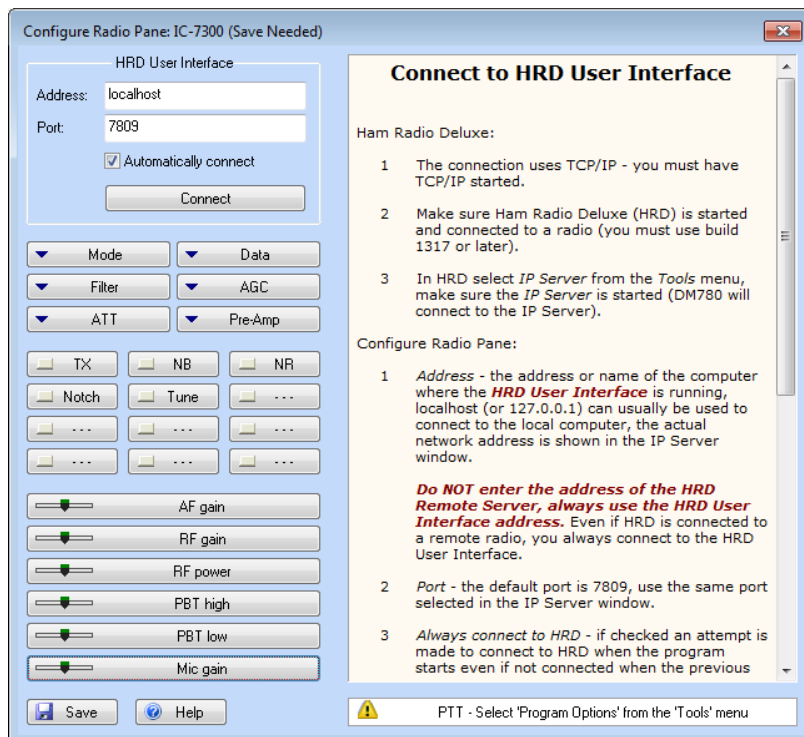 Configure Radio Pane: IC-7300 (Save Needed)
HRD User Interface
Address: localhost
Port: 7809
Automatically connect
Connect
Mode Data
Filter AGC
ATT Pre-Amp
TX NB NR
Notch Tune ---
--- --- ---
--- --- ---
AF gain
RF gain
RF power
PBT high
PBT low
Mic gain
Save Help
Connect to HRD User Interface
Ham Radio Deluxe:
1 The connection uses TCP/IP - you must have
TCP/IP started.
2 Make sure Ham Radio Deluxe (HRD) is started
and connected to a radio (you must use build
1317 or later).
3 In HRD select IP Server from the Tools menu,
make sure the IP Server is started (DM780 will
connect to the IP Server).
Configure Radio Pane:
1 Address - the address or name of the computer
where the HRD User Interface is running,
localhost (or 127.0.0.1) can usually be used to
connect to the local computer, the actual
network address is shown in the IP Server
window.
Do NOT enter the address of the HRD
Remote Server, always use the HRD User
Interface address. Even if HRD is connected to
a remote radio, you always connect to the HRD
User Interface.
2 Port - the default port is 7809, use the same port
selected in the IP Server window.
3 Always connect to HRD - if checked an attempt is
made to connect to HRD when the program
starts even if not connected when the previous
PTT - Select 'Program Options' from the 'Tools' menu